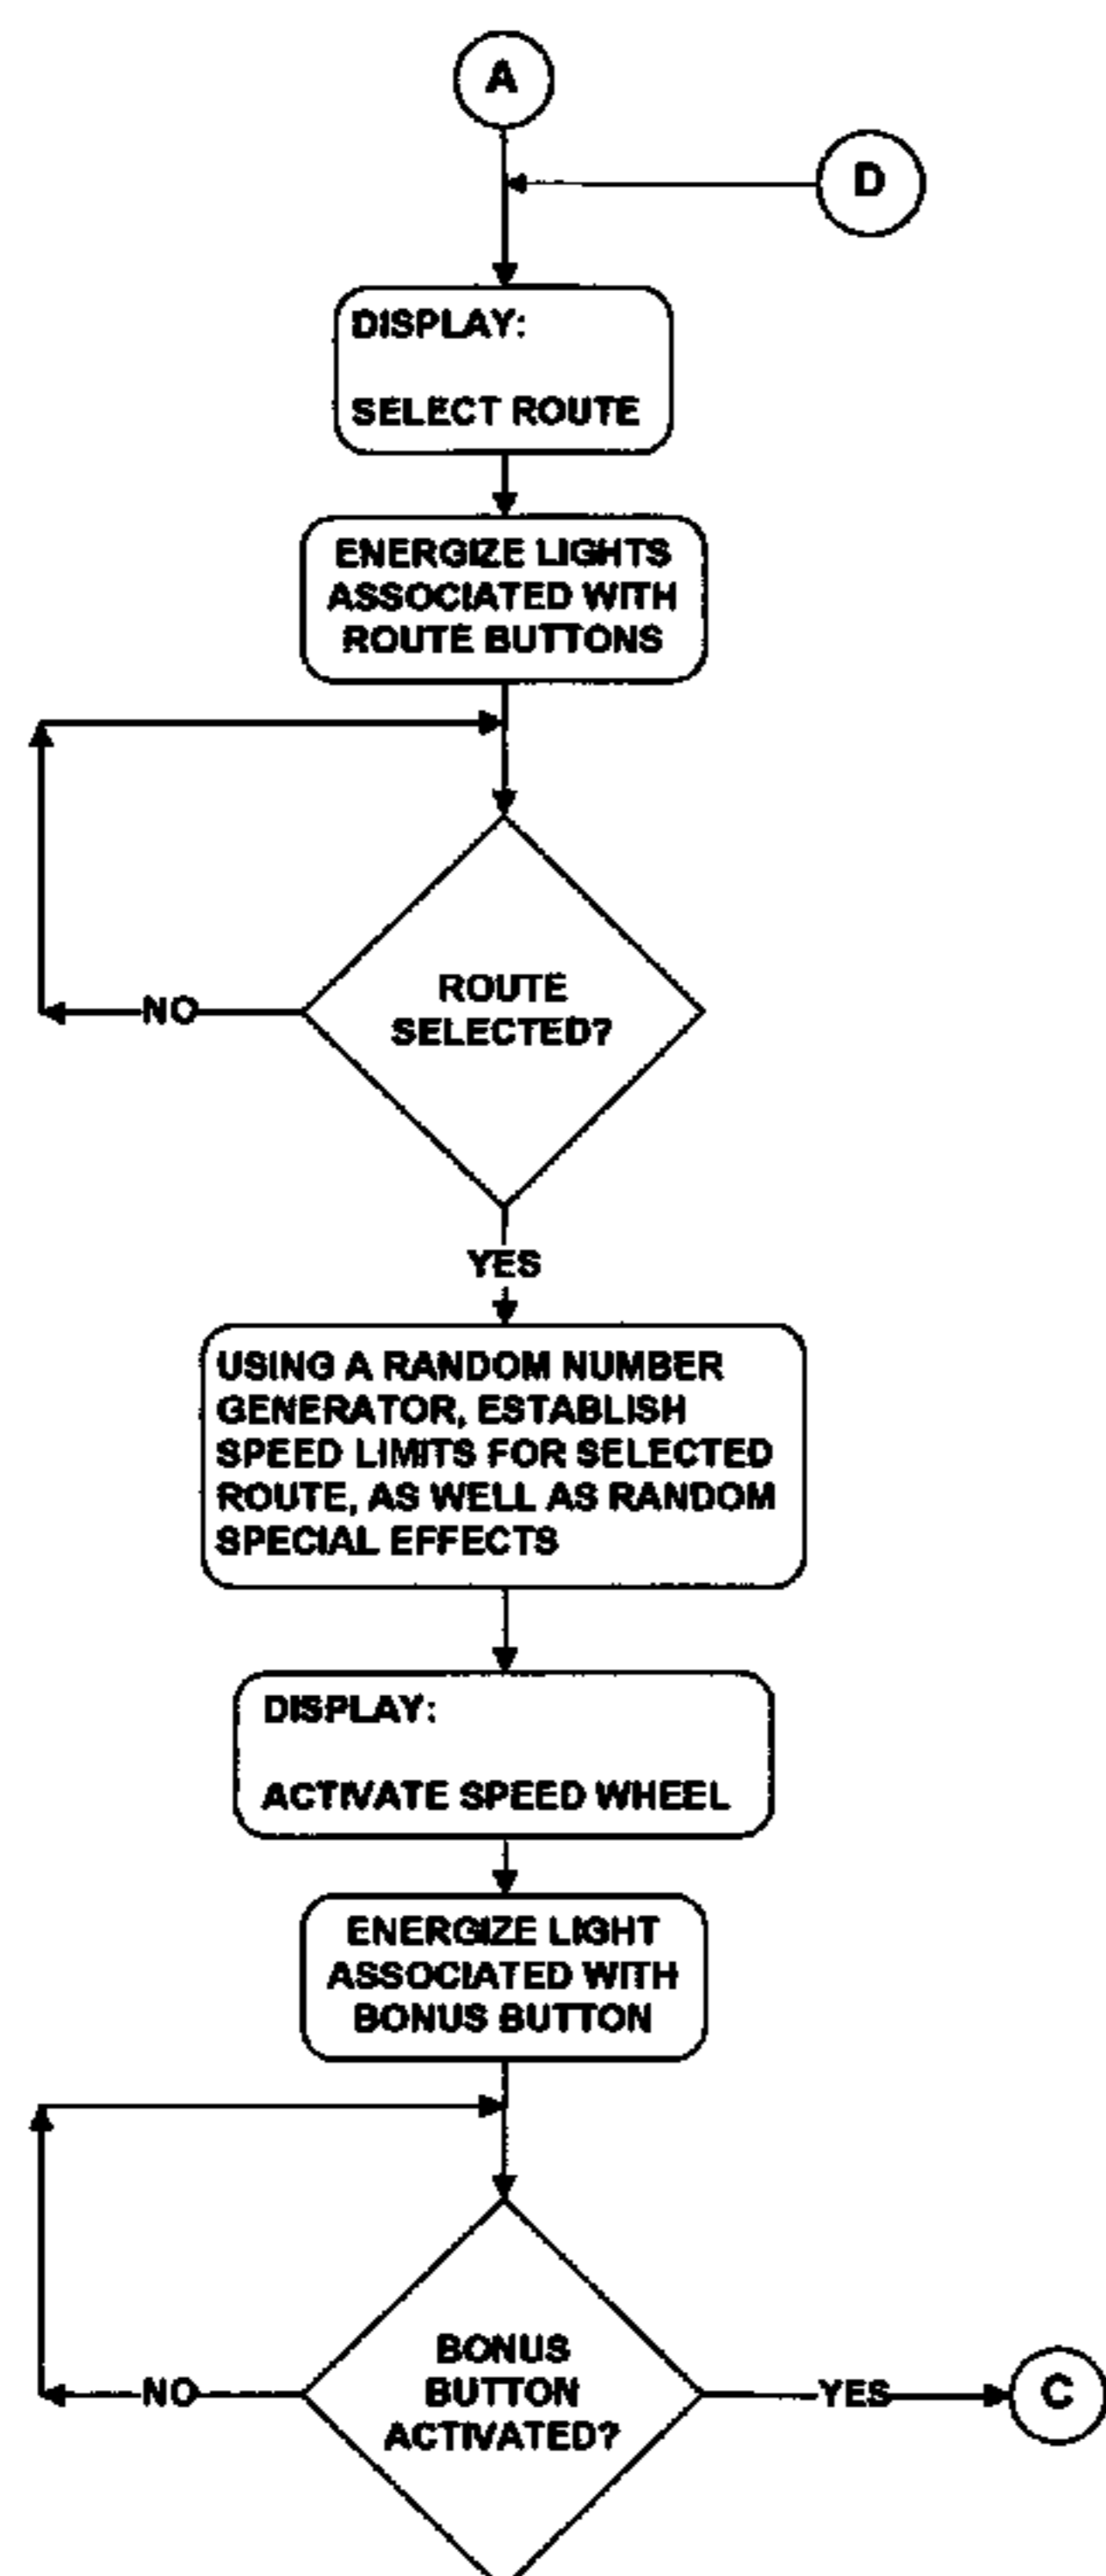 A
D
DISPLAY:
SELECT ROUTE
ENERGIZE LIGHTS
ASSOCIATED WITH
ROUTE BUTTONS
ROUTE
SELECTED?
NO
YES
USING A RANDOM NUMBER
GENERATOR, ESTABLISH
SPEED LIMITS FOR SELECTED
ROUTE, AS WELL AS RANDOM
SPECIAL EFFECTS
DISPLAY:
ACTIVATE SPEED WHEEL
ENERGIZE LIGHT
ASSOCIATED WITH
BONUS BUTTON
BONUS
BUTTON
ACTIVATED?
NO
YES
C